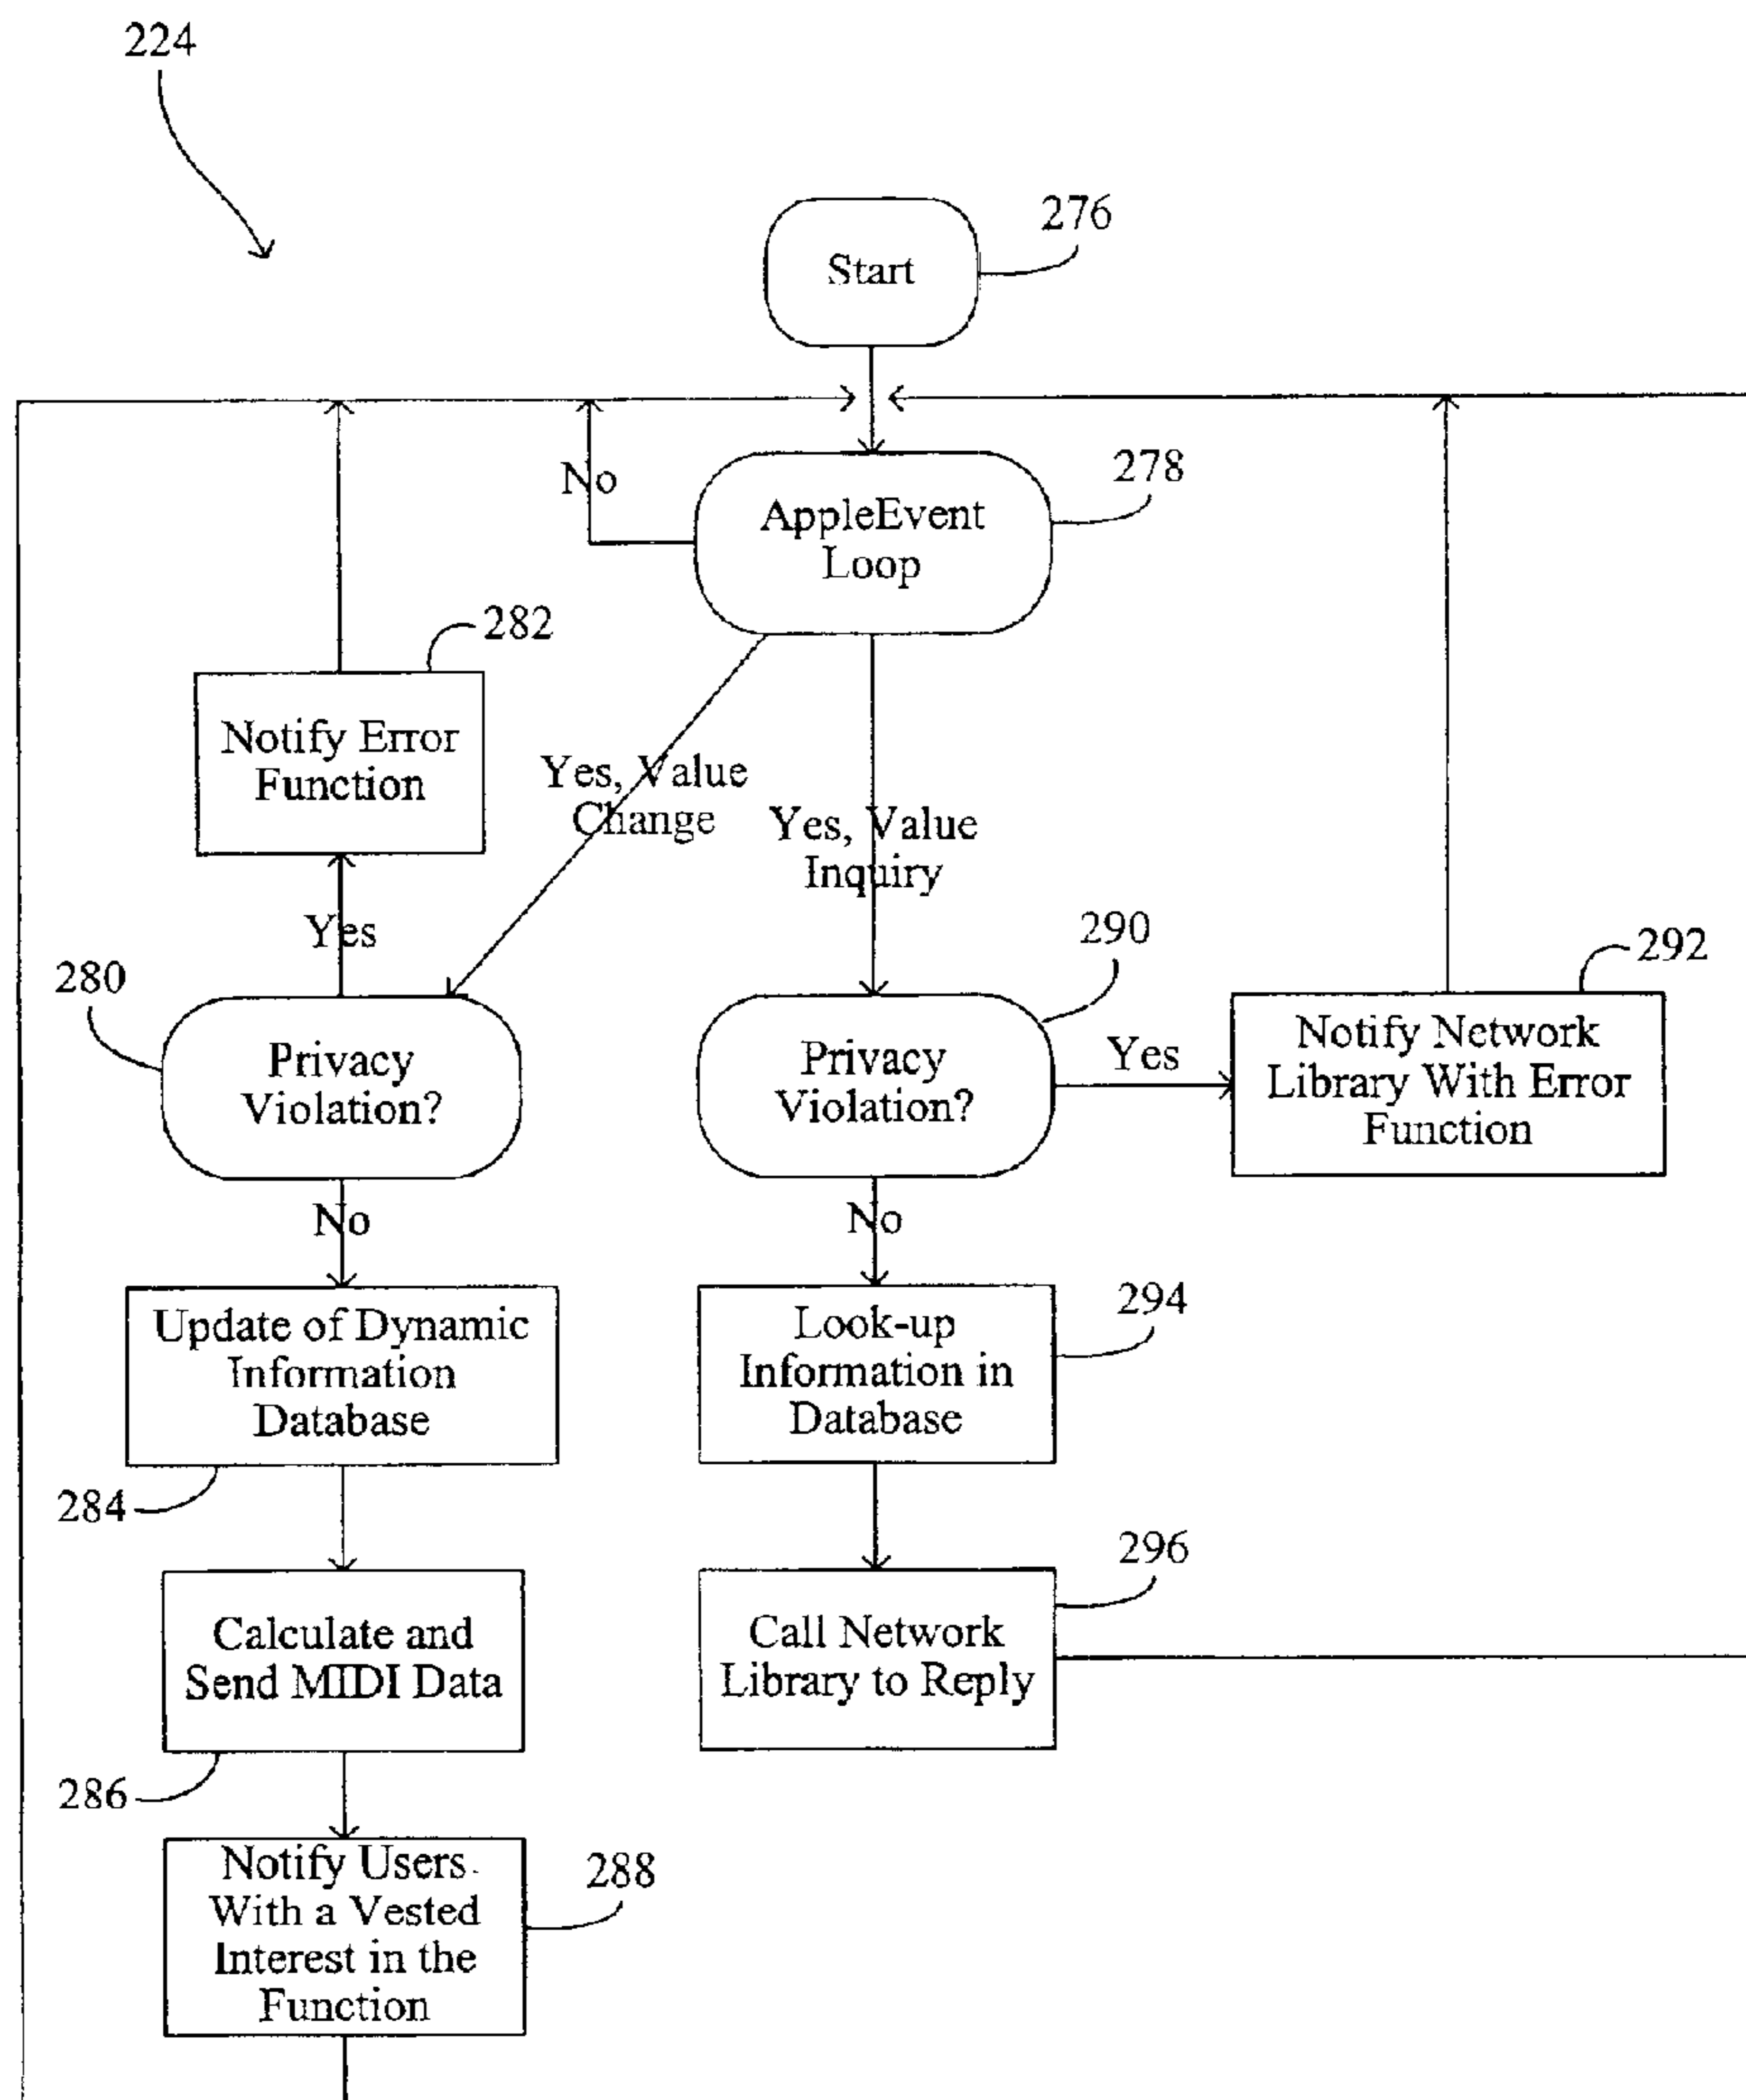 224
276
Start
278
No
AppleEvent
Loop
282
Notify Error
Function
Yes, Value
Change
Yes, Value
Inquiry
Yes
290
292
280
Privacy
Violation?
Privacy
Violation?
Yes
Notify Network
Library With Error
Function
No
No
294
Update of Dynamic
Information
Database
Look-up
Information in
Database
284
296
Calculate and
Send MIDI Data
Call Network
Library to Reply
286
Notify Users
With a Vested
Interest in the
Function
288